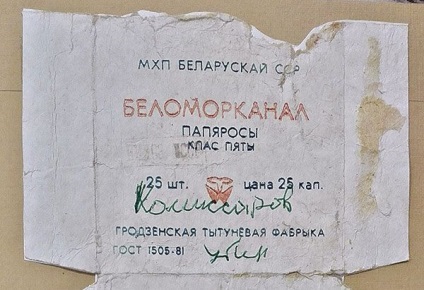 МХП БЕЛАРУСКАЙ ССР
БЕЛОМОРКАНАЛ
ПАПЯРОСЫ
КЛАС ПЯТЫ
25 шт. цана 25 кап.
Комиссаров
ГРОДЗЕНСКАЯ ТЫТУНЁВАЯ ФАБРЫКА
ГОСТ 1505-81